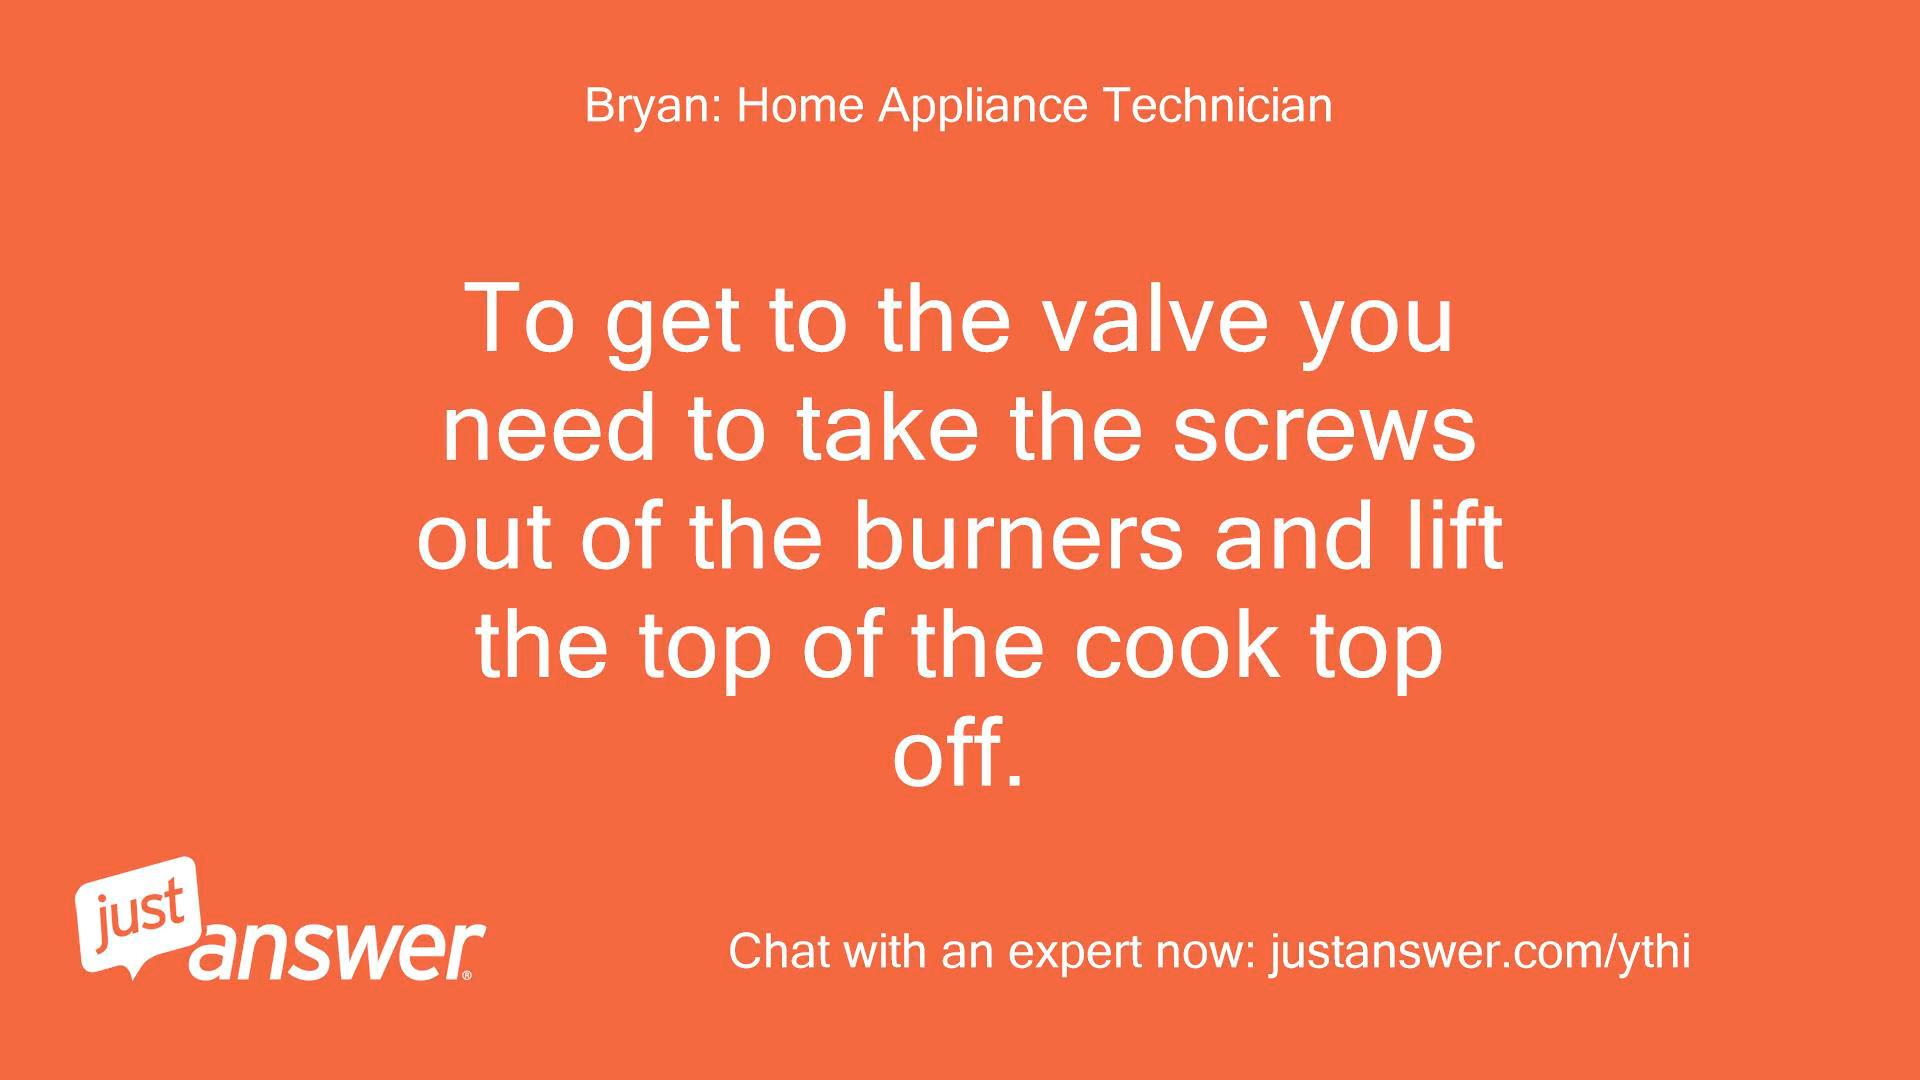 Bryan: Home Appliance Technician
To get to the valve you
need to take the screws
out of the burners and lift
the top of the cook top
off.
just
answer®
Chat with an expert now: justanswer.com/ythi